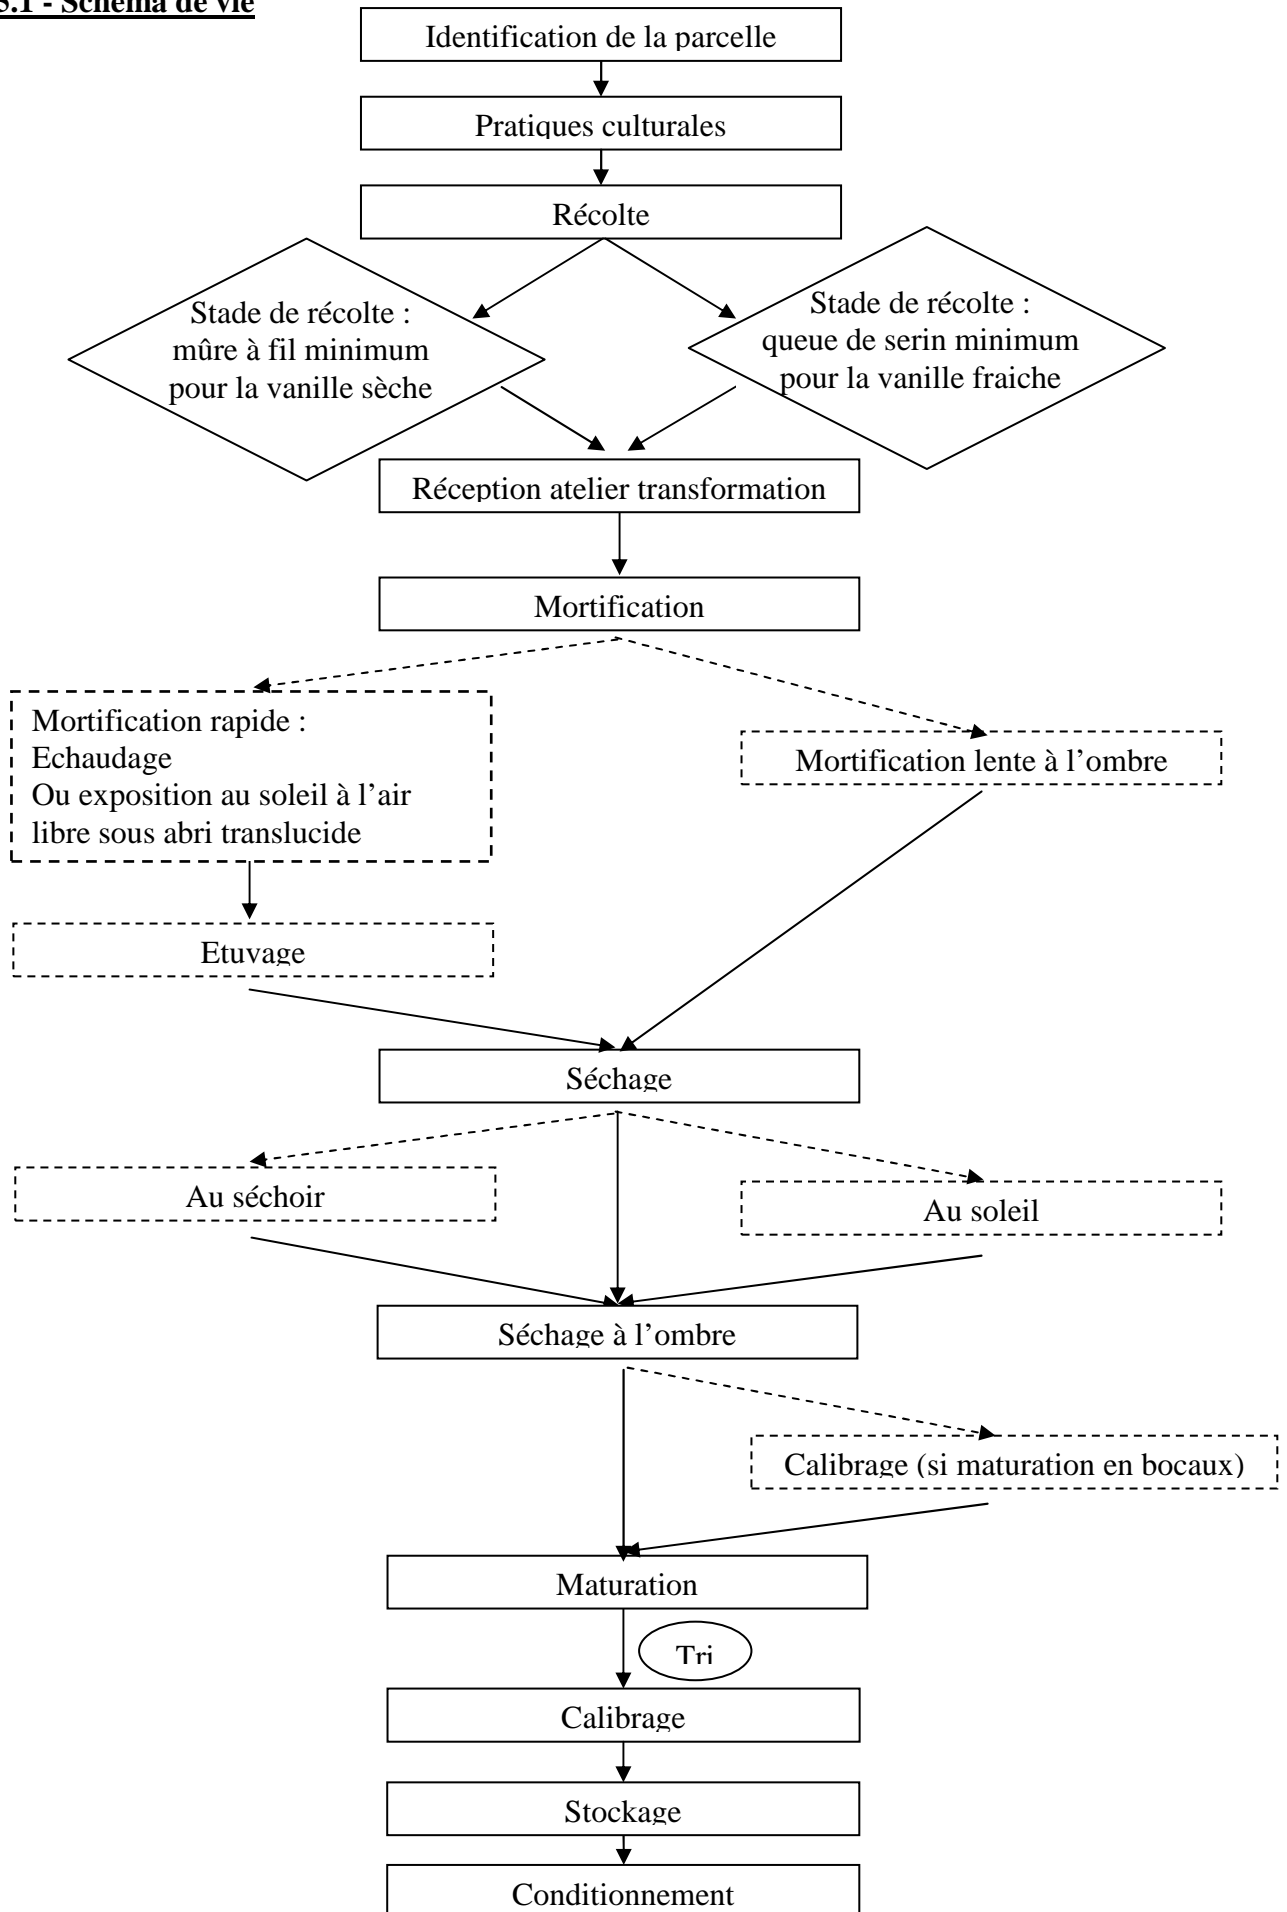 5.1 - Schéma de vie
Identification de la parcelle
Pratiques culturales
Récolte
Stade de récolte :
mûre à fil minimum
pour la vanille sèche
Stade de récolte :
queue de serin minimum
pour la vanille fraiche
Réception atelier transformation
Mortification
Mortification rapide :
Echaudage
Ou exposition au soleil à l’air
libre sous abri translucide
Mortification lente à l’ombre
Etuvage
Séchage
Au séchoir
Au soleil
Séchage à l’ombre
Calibrage (si maturation en bocaux)
Maturation
Tri
Calibrage
Stockage
Conditionnement